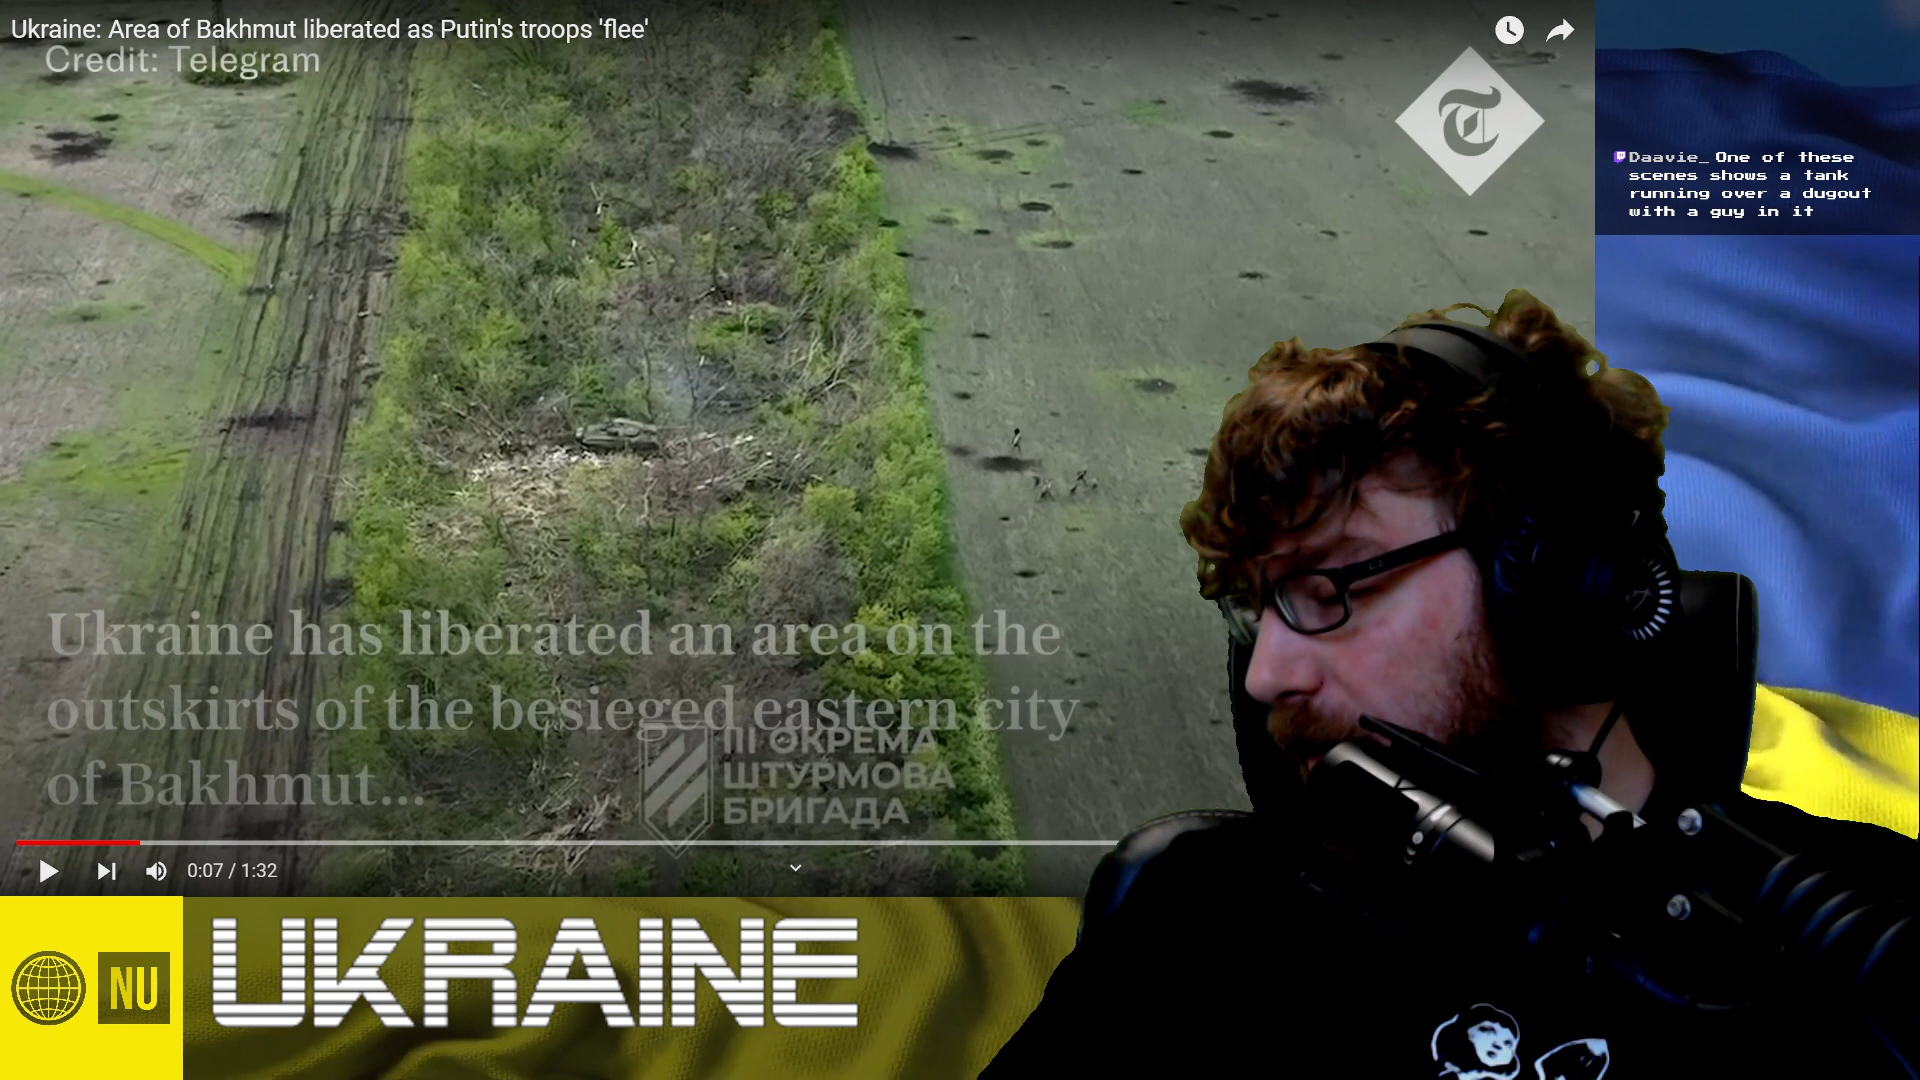 Ukraine: Area of Bakhmut liberated as Putin's troops 'flee'
Credit: Telegram
T
Daavie_ One of these
scenes shows a tank
running over a dugout
with a guy in it
Ukraine has liberated an area on the
outskirts of the besieged eastern city
of Bakhmut...
III ОКРЕМА
ШТУРМОВА
БРИГАДА
0:07 / 1:32
NU
UKRAINE